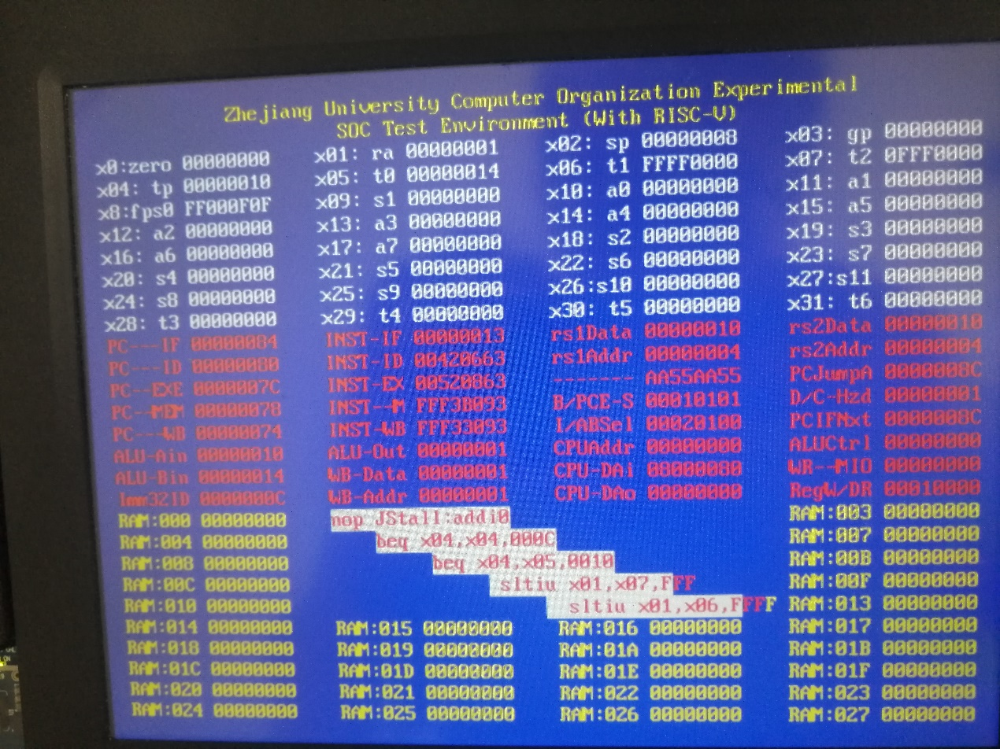 Zhejiang University Computer Organization Experimental
SOC Test Environment (With RISC-V)
x0:zero 00000000 x01: ra 00000001 x02: sp 00000008 x03: gp 00000000
x04: tp 00000010 x05: t0 00000014 x06: t1 FFFF0000 x07: t2 0FFF0000
x8:fps0 FF000F0F x09: s1 00000000 x10: a0 00000000 x11: a1 00000000
x12: a2 00000000 x13: a3 00000000 x14: a4 00000000 x15: a5 00000000
x16: a6 00000000 x17: a7 00000000 x18: s2 00000000 x19: s3 00000000
x20: s4 00000000 x21: s5 00000000 x22: s6 00000000 x23: s7 00000000
x24: s8 00000000 x25: s9 00000000 x26:s10 00000000 x27:s11 00000000
x28: t3 00000000 x29: t4 00000000 x30: t5 00000000 x31: t6 00000000
PC---IF 00000084 INST-IF 00000013 rs1Data 00000010 rs2Data 00000010
PC---ID 00000080 INST-ID 00420663 rs1Addr 00000004 rs2Addr 00000004
PC--EXE 0000007C INST-EX 00520863 ------- AA55AA55 PCJumpA 0000008C
PC--MEM 00000078 INST--M FFF3B093 B/PCE-S 00010101 D/C-Hzd 00000001
PC---WB 00000074 INST-WB FFF33093 I/ABSel 00020100 PCIFNxt 0000008C
ALU-Ain 00000010 ALU-Out 00000001 CPUAddr 00000000 ALUCtrl 00000000
ALU-Bin 00000014 WB-Data 00000001 CPU-DAi 08000080 WR--MIO 00000000
Imm32ID 0000000C WB-Addr 00000001 CPU-DAo 00000000 RegW/DR 00010000
RAM:000 00000000 nop JStall:addi0 RAM:003 00000000
RAM:004 00000000 beq x04,x04,000C RAM:007 00000000
RAM:008 00000000 beq x04,x05,0010 RAM:00B 00000000
RAM:00C 00000000 sltiu x01,x07,FFF RAM:00F 00000000
RAM:010 00000000 sltiu x01,x06,FFFF RAM:013 00000000
RAM:014 00000000 RAM:015 00000000 RAM:016 00000000 RAM:017 00000000
RAM:018 00000000 RAM:019 00000000 RAM:01A 00000000 RAM:01B 00000000
RAM:01C 00000000 RAM:01D 00000000 RAM:01E 00000000 RAM:01F 00000000
RAM:020 00000000 RAM:021 00000000 RAM:022 00000000 RAM:023 00000000
RAM:024 00000000 RAM:025 00000000 RAM:026 00000000 RAM:027 00000000